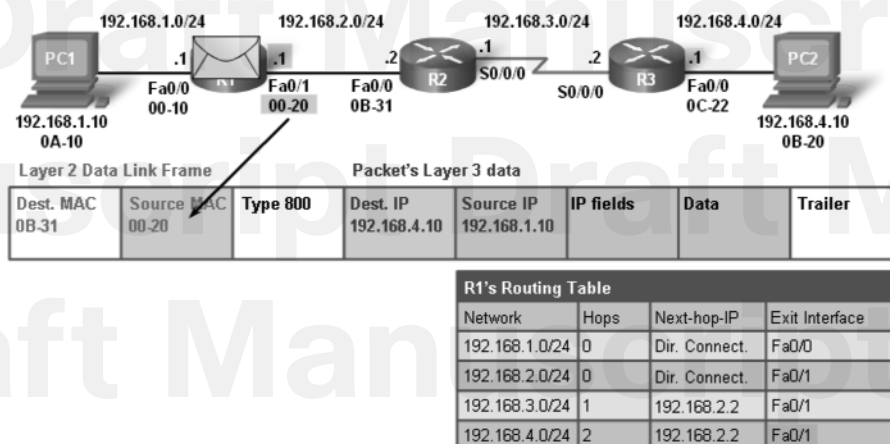 192.168.1.0/24 192.168.2.0/24 192.168.3.0/24 192.168.4.0/24
PC1 .1 R1 .1 .2 R2 .1 .2 R3 .1 PC2
S0/0/0 S0/0/0
Fa0/0 Fa0/1 Fa0/0 Fa0/0
00-10 00-20 0B-31 0C-22
192.168.1.10 192.168.4.10
0A-10 0B-20
Layer 2 Data Link Frame Packet's Layer 3 data
Dest. MAC Source MAC Type 800 Dest. IP Source IP IP fields Data Trailer
0B-31 00-20 192.168.4.10 192.168.1.10
R1's Routing Table
Network Hops Next-hop-IP Exit Interface
192.168.1.0/24 0 Dir. Connect. Fa0/0
192.168.2.0/24 0 Dir. Connect. Fa0/1
192.168.3.0/24 1 192.168.2.2 Fa0/1
192.168.4.0/24 2 192.168.2.2 Fa0/1
Draft Manuscript
Draft Manuscript